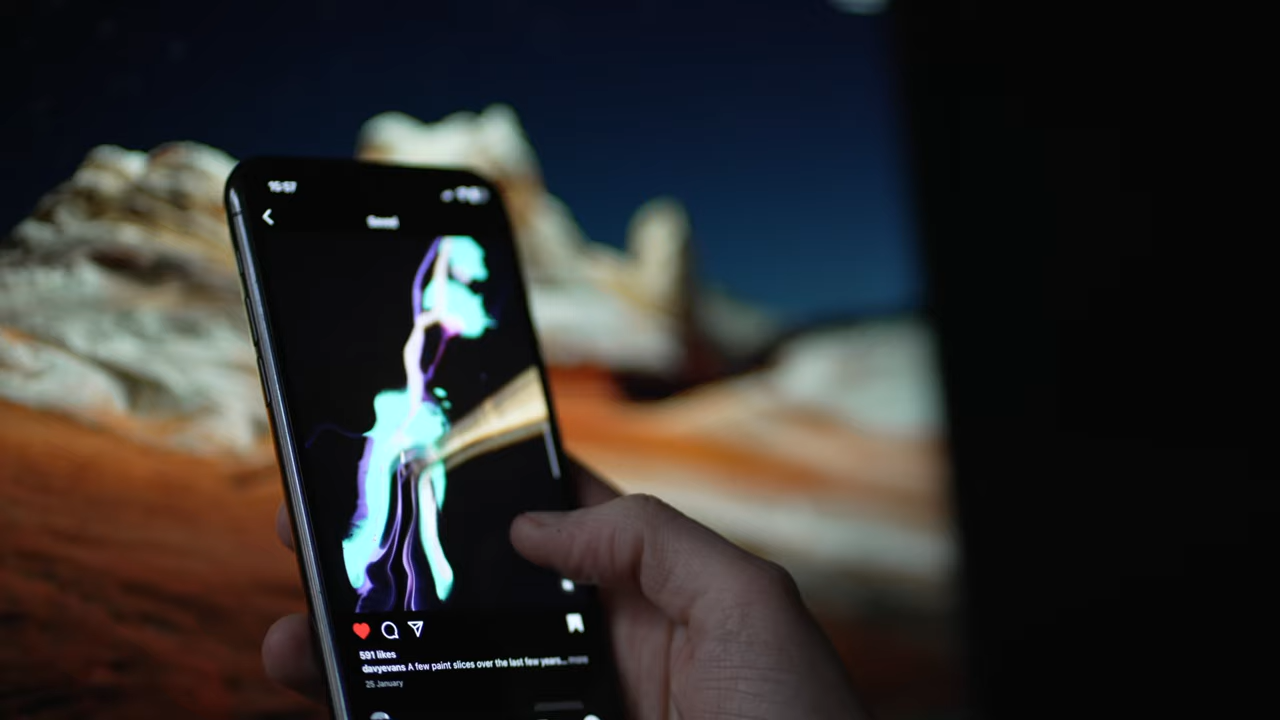 15:57
Saved
591 likes
davyevans A few paint slices over the last few years... more
25 January